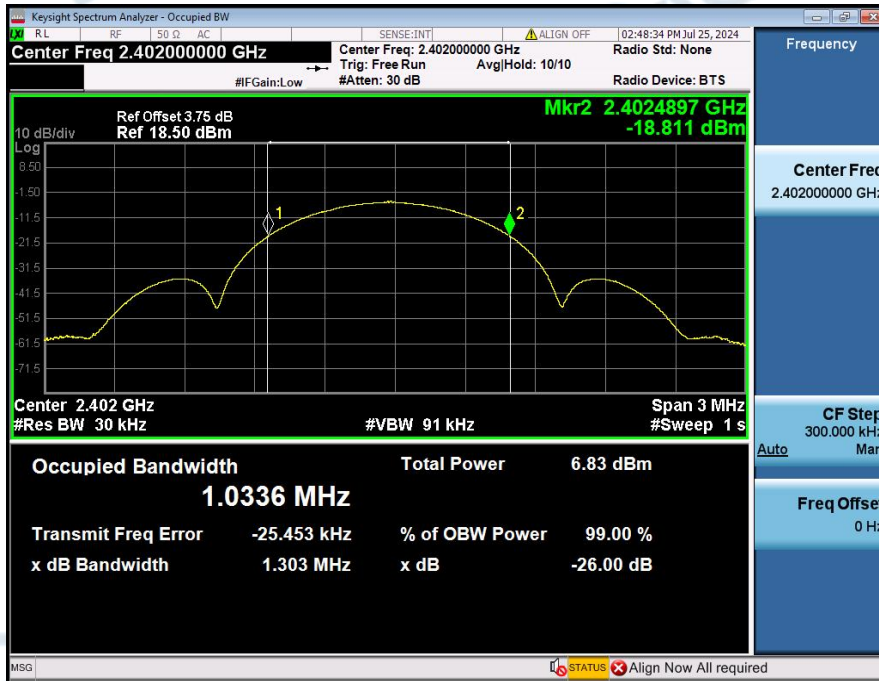 Keysight Spectrum Analyzer - Occupied BW
LXI RL RF 50 Ω AC SENSE:INT ALIGN OFF 02:48:34 PM Jul 25, 2024
Center Freq 2.402000000 GHz Center Freq: 2.402000000 GHz Radio Std: None
Trig: Free Run Avg|Hold: 10/10
#IFGain:Low #Atten: 30 dB Radio Device: BTS
Frequency
Mkr2 2.4024897 GHz
-18.811 dBm
Ref Offset 3.75 dB
10 dB/div Ref 18.50 dBm
Log
8.50
-1.50
-11.5
-21.5
-31.5
-41.5
-51.5
-61.5
-71.5
1
2
Center 2.402 GHz Span 3 MHz
#Res BW 30 kHz #VBW 91 kHz #Sweep 1 s
Occupied Bandwidth Total Power 6.83 dBm
1.0336 MHz
Transmit Freq Error -25.453 kHz % of OBW Power 99.00 %
x dB Bandwidth 1.303 MHz x dB -26.00 dB
Center Freq
2.402000000 GHz
CF Step
300.000 kHz
Auto Man
Freq Offset
0 Hz
MSG STATUS Align Now All required